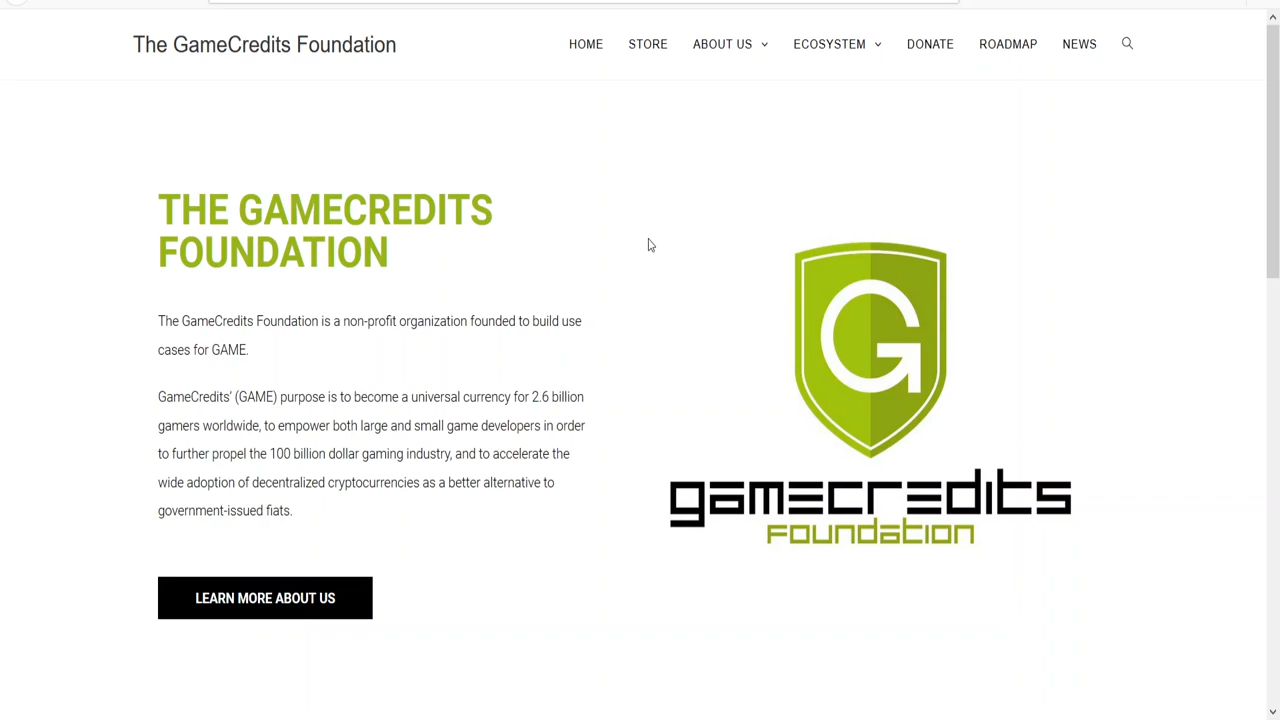 The GameCredits Foundation
HOME STORE ABOUT US ECOSYSTEM DONATE ROADMAP NEWS
THE GAMECREDITS
FOUNDATION
The GameCredits Foundation is a non-profit organization founded to build use
cases for GAME.
GameCredits' (GAME) purpose is to become a universal currency for 2.6 billion
gamers worldwide, to empower both large and small game developers in order
to further propel the 100 billion dollar gaming industry, and to accelerate the
wide adoption of decentralized cryptocurrencies as a better alternative to
government-issued fiats.
LEARN MORE ABOUT US
G
gamecredits
Foundation